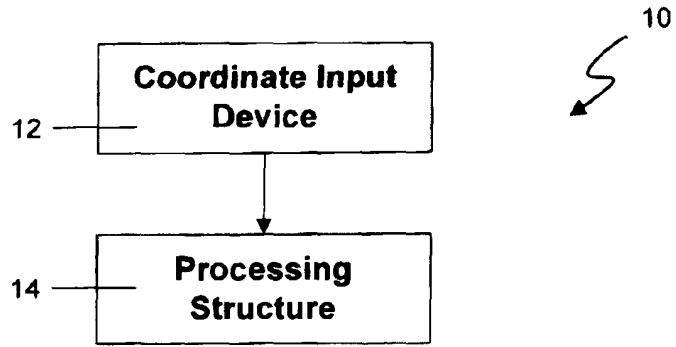 10
Coordinate Input
Device
12
Processing
Structure
14